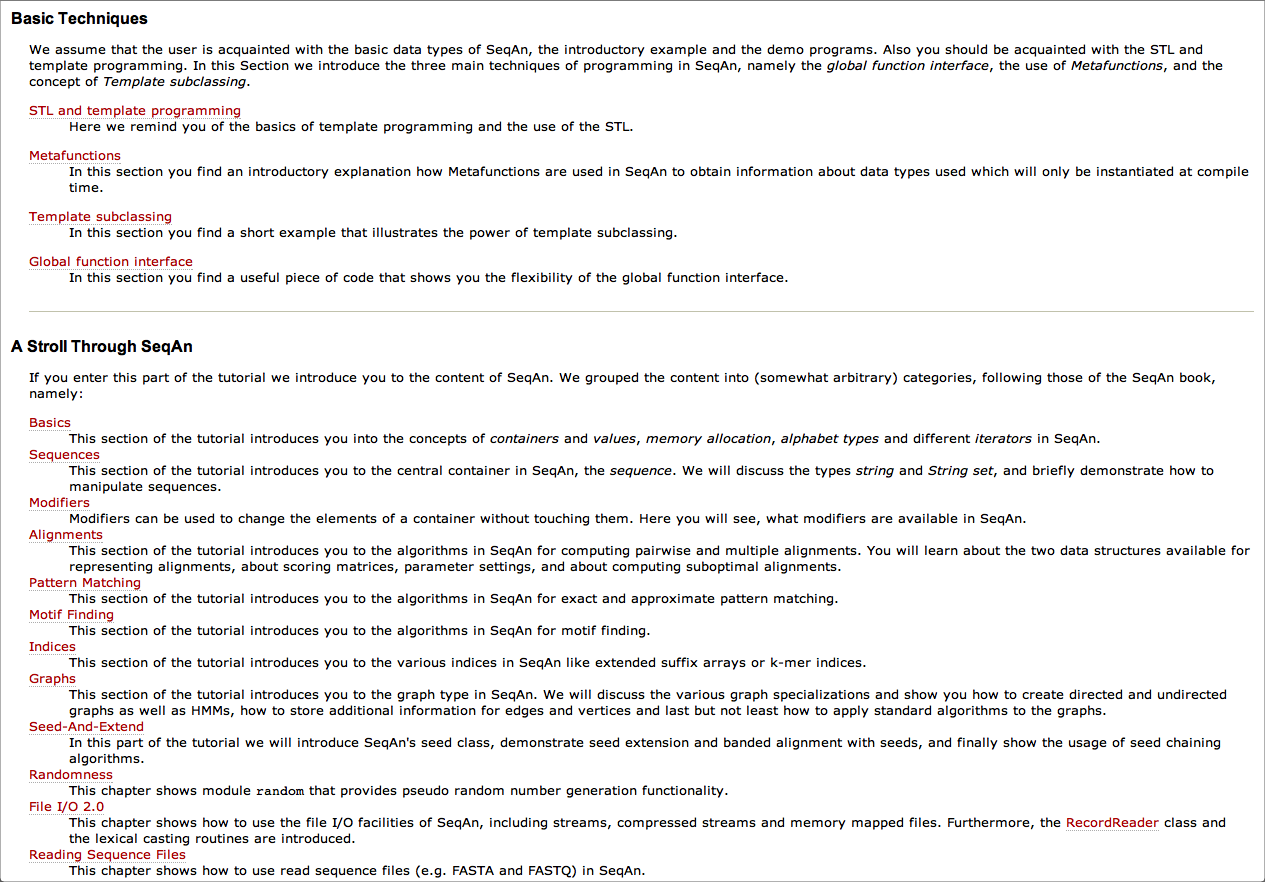 Basic Techniques
We assume that the user is acquainted with the basic data types of SeqAn, the introductory example and the demo programs. Also you should be acquainted with the STL and
template programming. In this Section we introduce the three main techniques of programming in SeqAn, namely the global function interface, the use of Metafunctions, and the
concept of Template subclassing.
STL and template programming
Here we remind you of the basics of template programming and the use of the STL.
Metafunctions
In this section you find an introductory explanation how Metafunctions are used in SeqAn to obtain information about data types used which will only be instantiated at compile
time.
Template subclassing
In this section you find a short example that illustrates the power of template subclassing.
Global function interface
In this section you find a useful piece of code that shows you the flexibility of the global function interface.
A Stroll Through SeqAn
If you enter this part of the tutorial we introduce you to the content of SeqAn. We grouped the content into (somewhat arbitrary) categories, following those of the SeqAn book,
namely:
Basics
This section of the tutorial introduces you into the concepts of containers and values, memory allocation, alphabet types and different iterators in SeqAn.
Sequences
This section of the tutorial introduces you to the central container in SeqAn, the sequence. We will discuss the types string and String set, and briefly demonstrate how to
manipulate sequences.
Modifiers
Modifiers can be used to change the elements of a container without touching them. Here you will see, what modifiers are available in SeqAn.
Alignments
This section of the tutorial introduces you to the algorithms in SeqAn for computing pairwise and multiple alignments. You will learn about the two data structures available for
representing alignments, about scoring matrices, parameter settings, and about computing suboptimal alignments.
Pattern Matching
This section of the tutorial introduces you to the algorithms in SeqAn for exact and approximate pattern matching.
Motif Finding
This section of the tutorial introduces you to the algorithms in SeqAn for motif finding.
Indices
This section of the tutorial introduces you to the various indices in SeqAn like extended suffix arrays or k-mer indices.
Graphs
This section of the tutorial introduces you to the graph type in SeqAn. We will discuss the various graph specializations and show you how to create directed and undirected
graphs as well as HMMs, how to store additional information for edges and vertices and last but not least how to apply standard algorithms to the graphs.
Seed-And-Extend
In this part of the tutorial we will introduce SeqAn's seed class, demonstrate seed extension and banded alignment with seeds, and finally show the usage of seed chaining
algorithms.
Randomness
This chapter shows module random that provides pseudo random number generation functionality.
File I/O 2.0
This chapter shows how to use the file I/O facilities of SeqAn, including streams, compressed streams and memory mapped files. Furthermore, the RecordReader class and
the lexical casting routines are introduced.
Reading Sequence Files
This chapter shows how to use read sequence files (e.g. FASTA and FASTQ) in SeqAn.